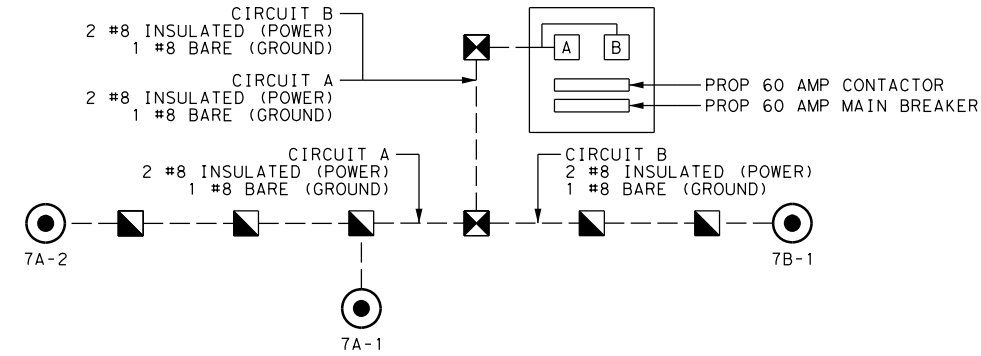 CIRCUIT B
2 #8 INSULATED (POWER)
1 #8 BARE (GROUND)
CIRCUIT A
2 #8 INSULATED (POWER)
1 #8 BARE (GROUND)
A
B
PROP 60 AMP CONTACTOR
PROP 60 AMP MAIN BREAKER
CIRCUIT A
2 #8 INSULATED (POWER)
1 #8 BARE (GROUND)
CIRCUIT B
2 #8 INSULATED (POWER)
1 #8 BARE (GROUND)
7A-2
7B-1
7A-1